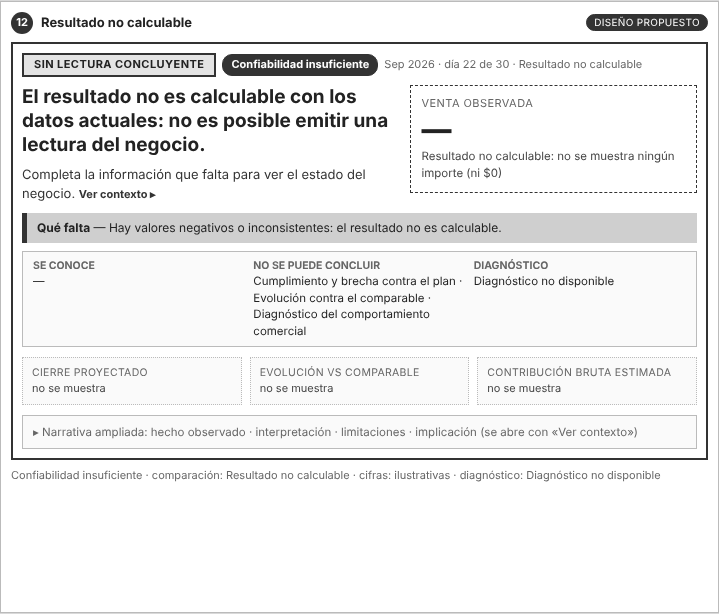 12 Resultado no calculable DISEÑO PROPUESTO
SIN LECTURA CONCLUYENTE Confiabilidad insuficiente Sep 2026 · día 22 de 30 · Resultado no calculable
El resultado no es calculable con los
datos actuales: no es posible emitir una
lectura del negocio.
Completa la información que falta para ver el estado del
negocio. Ver contexto ▸
VENTA OBSERVADA
—
Resultado no calculable: no se muestra ningún
importe (ni $0)
Qué falta — Hay valores negativos o inconsistentes: el resultado no es calculable.
SE CONOCE
—
NO SE PUEDE CONCLUIR
Cumplimiento y brecha contra el plan ·
Evolución contra el comparable ·
Diagnóstico del comportamiento
comercial
DIAGNÓSTICO
Diagnóstico no disponible
CIERRE PROYECTADO
no se muestra
EVOLUCIÓN VS COMPARABLE
no se muestra
CONTRIBUCIÓN BRUTA ESTIMADA
no se muestra
▸ Narrativa ampliada: hecho observado · interpretación · limitaciones · implicación (se abre con «Ver contexto»)
Confiabilidad insuficiente · comparación: Resultado no calculable · cifras: ilustrativas · diagnóstico: Diagnóstico no disponible